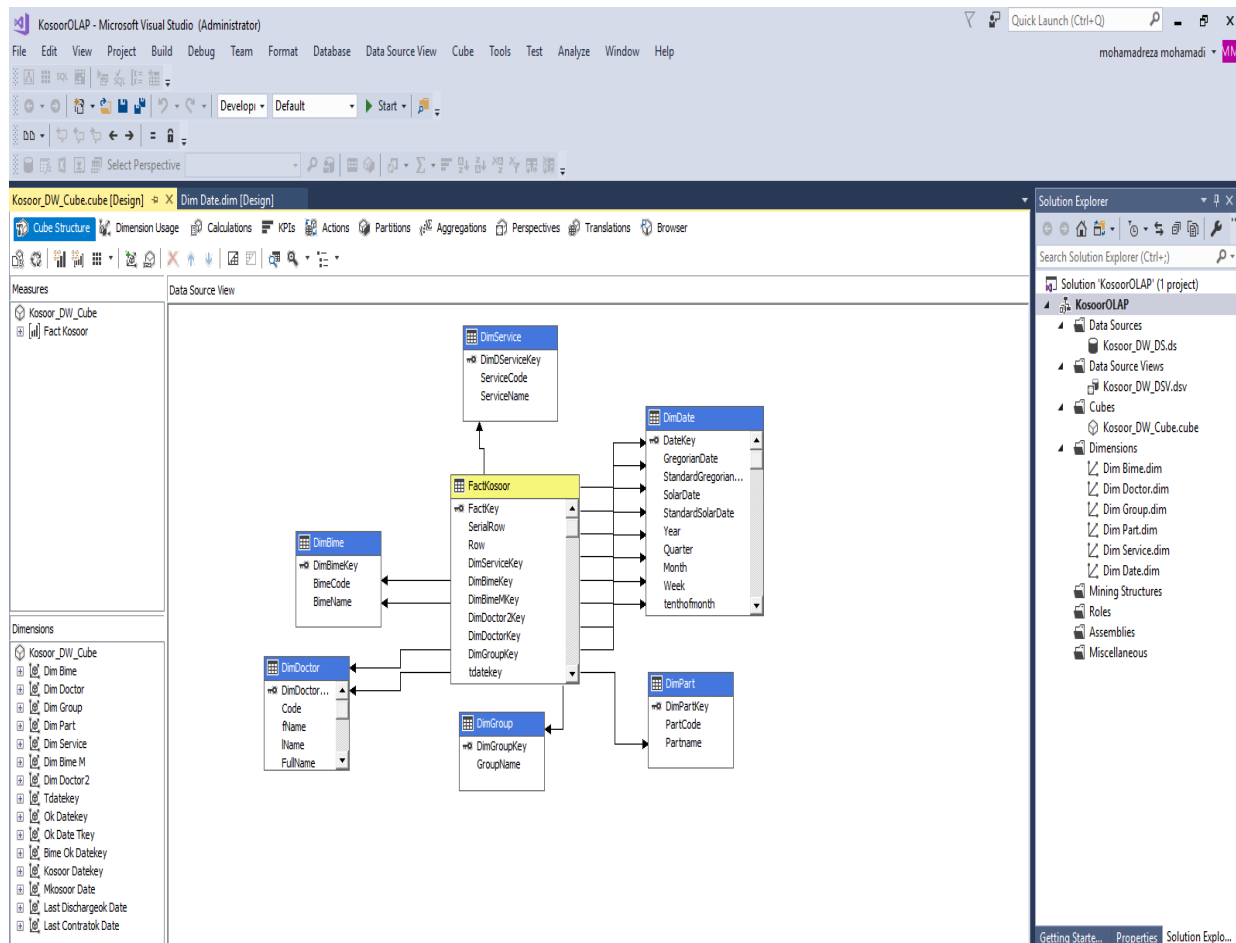 KosoorOLAP - Microsoft Visual Studio (Administrator)
Quick Launch (Ctrl+Q)
File Edit View Project Build Debug Team Format Database Data Source View Cube Tools Test Analyze Window Help
mohamadreza mohamadi
MM
Develop Default Start
Select Perspective
Kosoor_DW_Cube.cube [Design]
Dim Date.dim [Design]
Cube Structure Dimension Usage Calculations KPIs Actions Partitions Aggregations Perspectives Translations Browser
Measures
Kosoor_DW_Cube
Fact Kosoor
Dimensions
Kosoor_DW_Cube
Dim Bime
Dim Doctor
Dim Group
Dim Part
Dim Service
Dim Bime M
Dim Doctor2
Tdatekey
Ok Datekey
Ok Date Tkey
Bime Ok Datekey
Kosoor Datekey
Mkosoor Date
Last Dischargeok Date
Last Contratok Date
Data Source View
DimService
DimDServiceKey
ServiceCode
ServiceName
DimDate
DateKey
GregorianDate
StandardGregorian...
SolarDate
StandardSolarDate
Year
Quarter
Month
Week
tenthofmonth
FactKosoor
FactKey
SerialRow
Row
DimServiceKey
DimBimeKey
DimBimeMKey
DimDoctor2Key
DimDoctorKey
DimGroupKey
tdatekey
DimBime
DimBimeKey
BimeCode
BimeName
DimDoctor
DimDoctor...
Code
fName
lName
FullName
DimGroup
DimGroupKey
GroupName
DimPart
DimPartKey
PartCode
Partname
Solution Explorer
Search Solution Explorer (Ctrl+;)
Solution 'KosoorOLAP' (1 project)
KosoorOLAP
Data Sources
Kosoor_DW_DS.ds
Data Source Views
Kosoor_DW_DSV.dsv
Cubes
Kosoor_DW_Cube.cube
Dimensions
Dim Bime.dim
Dim Doctor.dim
Dim Group.dim
Dim Part.dim
Dim Service.dim
Dim Date.dim
Mining Structures
Roles
Assemblies
Miscellaneous
Getting Starte... Properties Solution Explo...